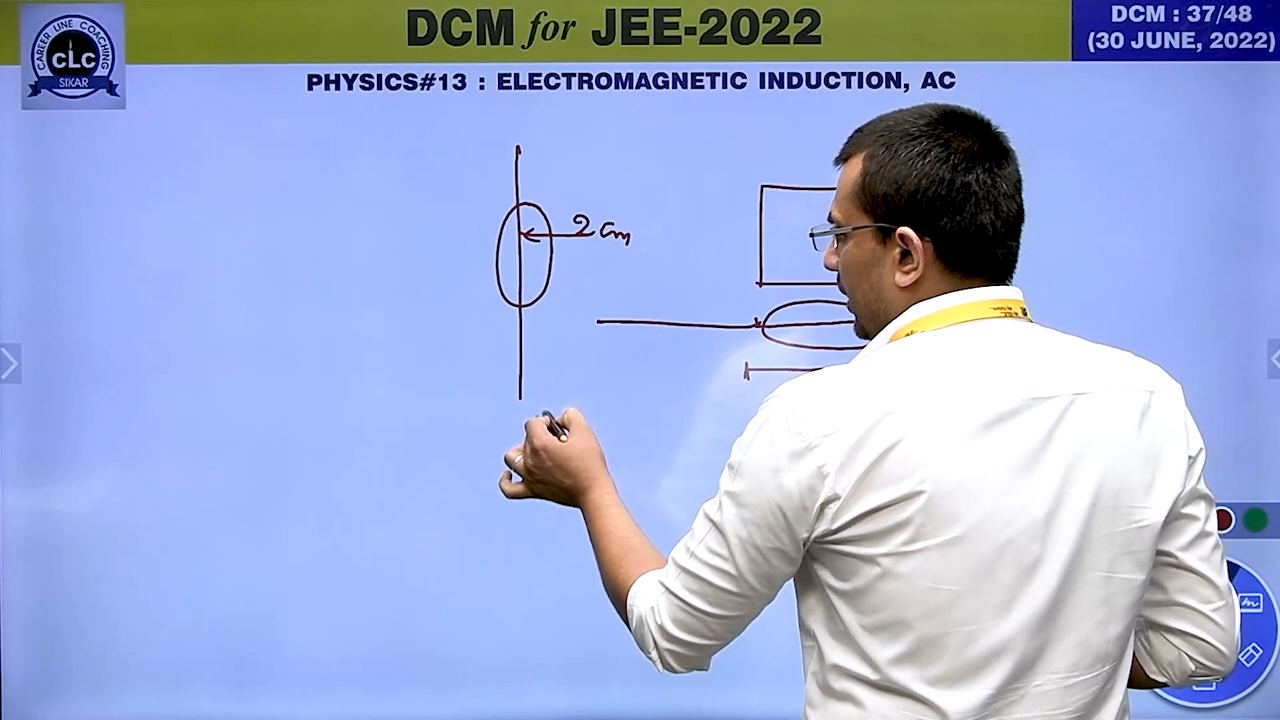 DCM for JEE-2022
DCM : 37/48
(30 JUNE, 2022)
CAREER LINE COACHING
CLC
SIKAR
PHYSICS#13 : ELECTROMAGNETIC INDUCTION, AC
2 cm